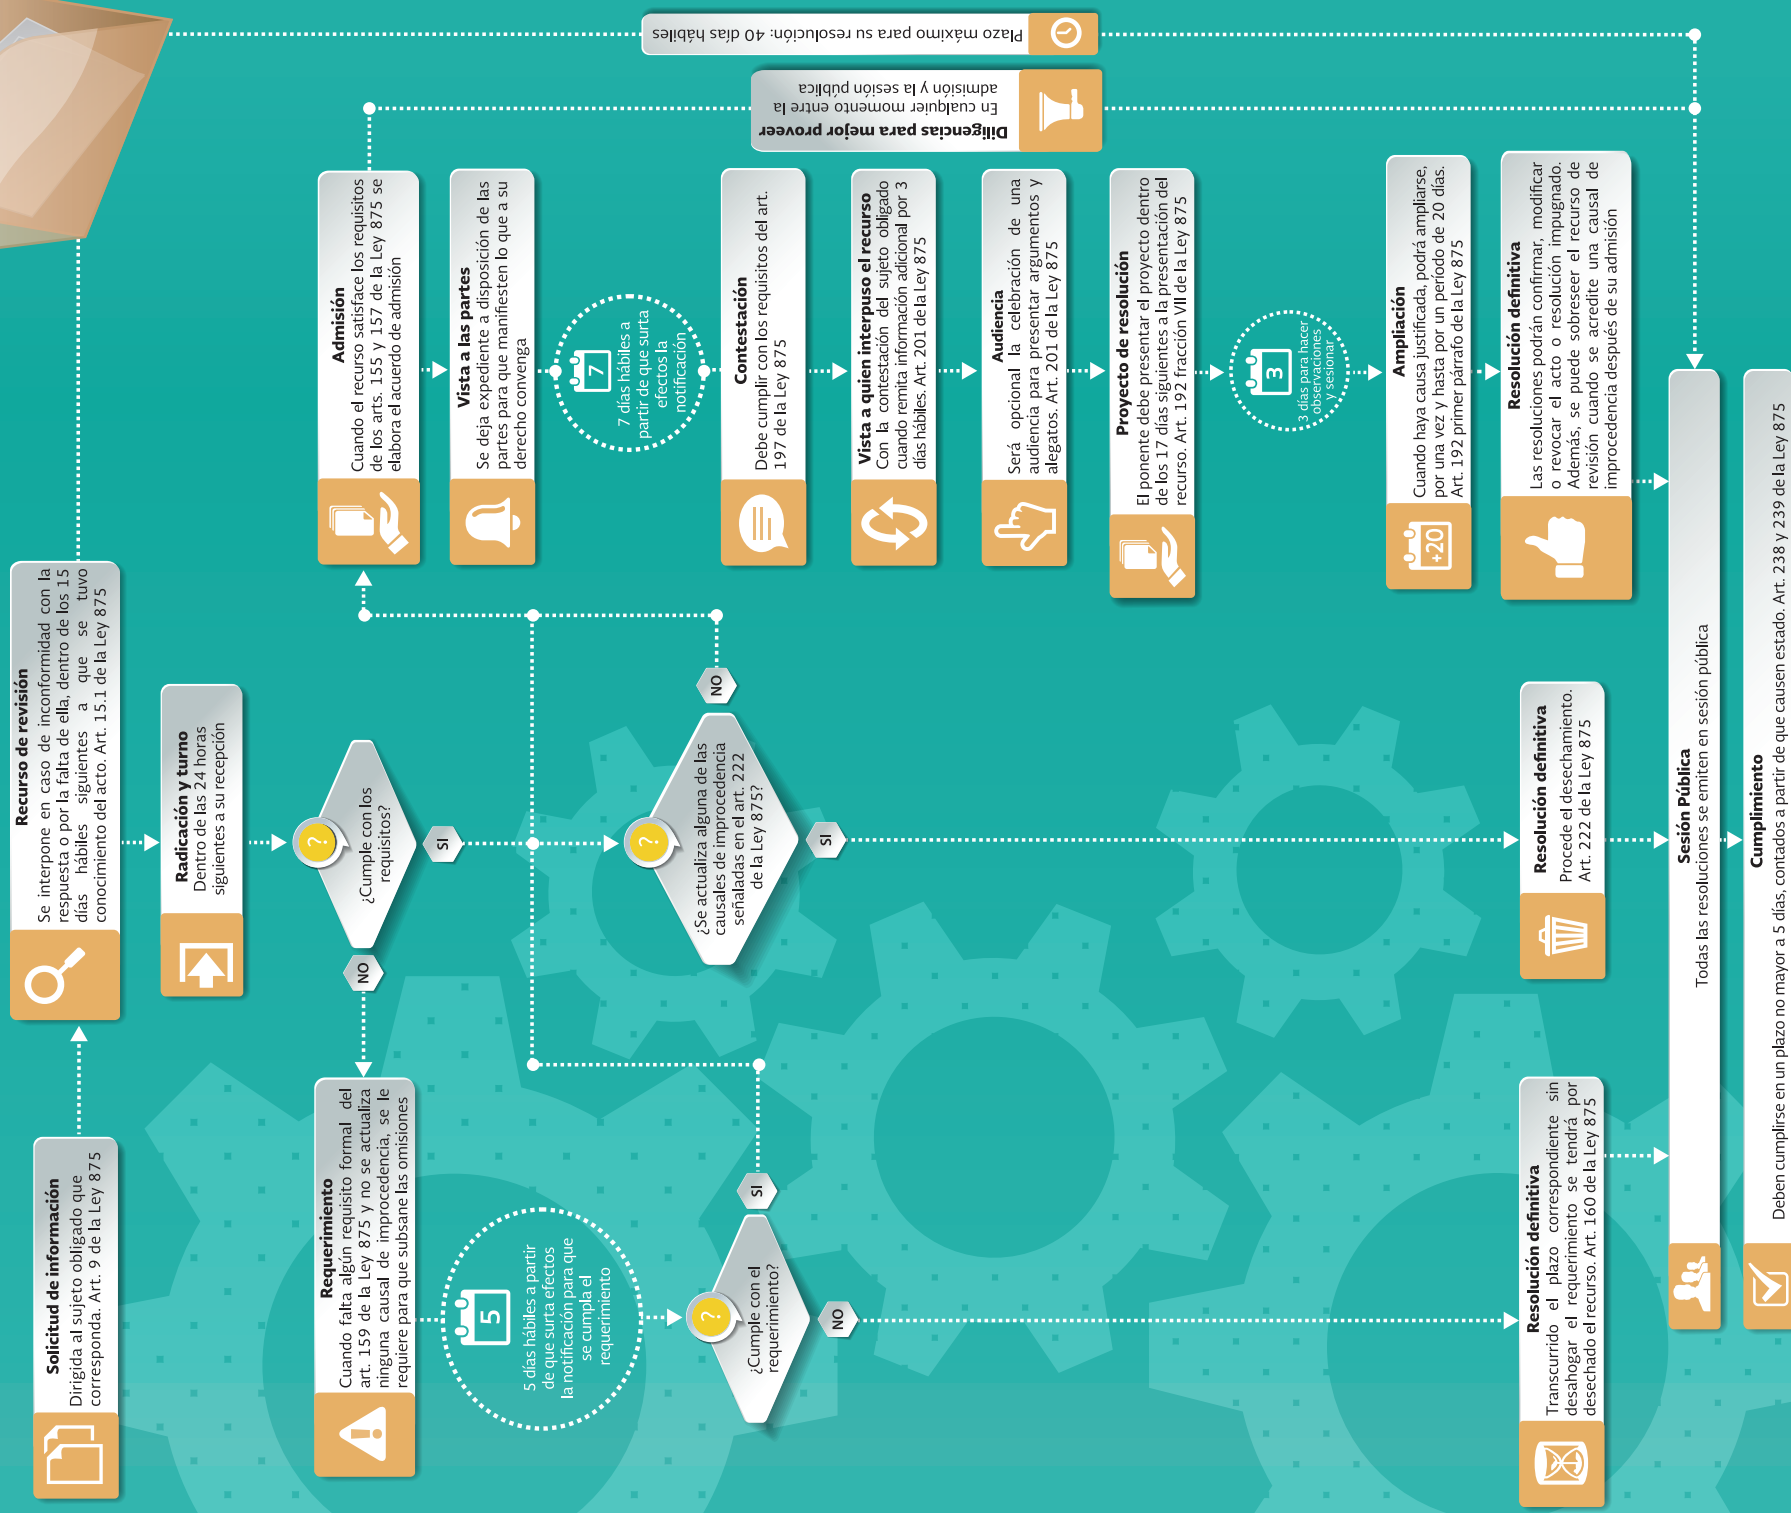 Solicitud de información
Dirigida al sujeto obligado que
corresponda. Art. 9 de la Ley 875
Recurso de revisión
Se interpone en caso de inconformidad con la
respuesta o por la falta de ella, dentro de los 15
días hábiles siguientes a que se tuvo
conocimiento del acto. Art. 15.1 de la Ley 875
Radicación y turno
Dentro de las 24 horas
siguientes a su recepción
?
¿Cumple con los
requisitos?
NO
SI
Requerimiento
Cuando falta algún requisito formal del
art. 159 de la Ley 875 y no se actualiza
ninguna causal de improcedencia, se le
requiere para que subsane las omisiones
5
5 días hábiles a partir
de que surta efectos
la notificación para que
se cumpla el
requerimiento
?
¿Cumple con el
requerimiento?
SI
NO
?
¿Se actualiza alguna de las
causales de improcedencia
señaladas en el art. 222
de la Ley 875?
NO
SI
Admisión
Cuando el recurso satisface los requisitos
de los arts. 155 y 157 de la Ley 875 se
elabora el acuerdo de admisión
Vista a las partes
Se deja expediente a disposición de las
partes para que manifiesten lo que a su
derecho convenga
7
7 días hábiles a
partir de que surta
efectos la
notificación
Contestación
Debe cumplir con los requisitos del art.
197 de la Ley 875
Vista a quien interpuso el recurso
Con la contestación del sujeto obligado
cuando remita información adicional por 3
días hábiles. Art. 201 de la Ley 875
Audiencia
Será opcional la celebración de una
audiencia para presentar argumentos y
alegatos. Art. 201 de la Ley 875
Proyecto de resolución
El ponente debe presentar el proyecto dentro
de los 17 días siguientes a la presentación del
recurso. Art. 192 fracción VII de la Ley 875
3
3 días para hacer
observaciones
y sesionar
Ampliación
+20
Cuando haya causa justificada, podrá ampliarse,
por una vez y hasta por un período de 20 días.
Art. 192 primer párrafo de la Ley 875
Resolución definitiva
Las resoluciones podrán confirmar, modificar
o revocar el acto o resolución impugnado.
Además, se puede sobreseer el recurso de
revisión cuando se acredite una causal de
improcedencia después de su admisión
Plazo máximo para su resolución: 40 días hábiles
Diligencias para mejor proveer
En cualquier momento entre la
admisión y la sesión pública
Resolución definitiva
Transcurrido el plazo correspondiente sin
desahogar el requerimiento se tendrá por
desechado el recurso. Art. 160 de la Ley 875
Resolución definitiva
Procede el desechamiento.
Art. 222 de la Ley 875
Sesión Pública
Todas las resoluciones se emiten en sesión pública
Cumplimiento
Deben cumplirse en un plazo no mayor a 5 días, contados a partir de que causen estado. Art. 238 y 239 de la Ley 875